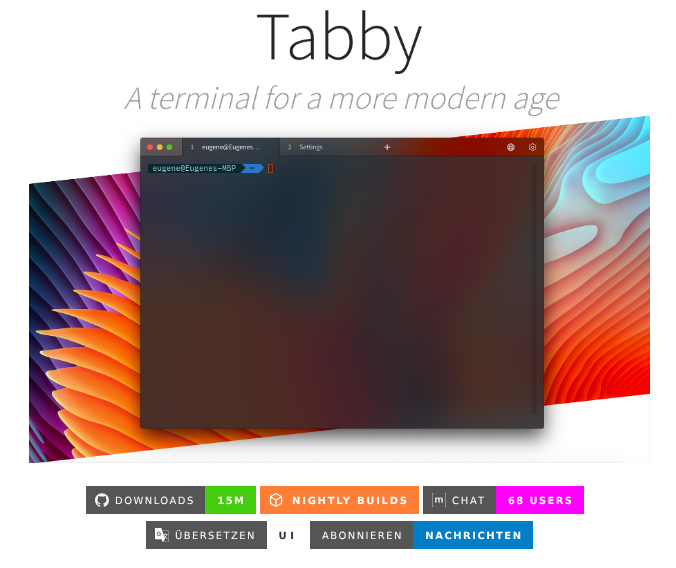 Tabby
A terminal for a more modern age
1 eugene@Eugenes... 2 Settings +
eugene@Eugenes-MBP ~
DOWNLOADS 15M NIGHTLY BUILDS [m] CHAT 68 USERS
ÜBERSETZEN UI ABONNIEREN NACHRICHTEN